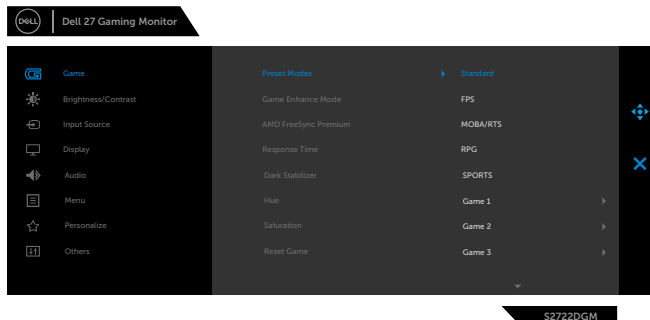 DELL Dell 27 Gaming Monitor
Game Preset Modes Standard
Brightness/Contrast Game Enhance Mode FPS
Input Source AMD FreeSync Premium MOBA/RTS
Display Response Time RPG
Audio Dark Stabilizer SPORTS
Menu Hue Game 1
Personalize Saturation Game 2
Others Reset Game Game 3
S2722DGM